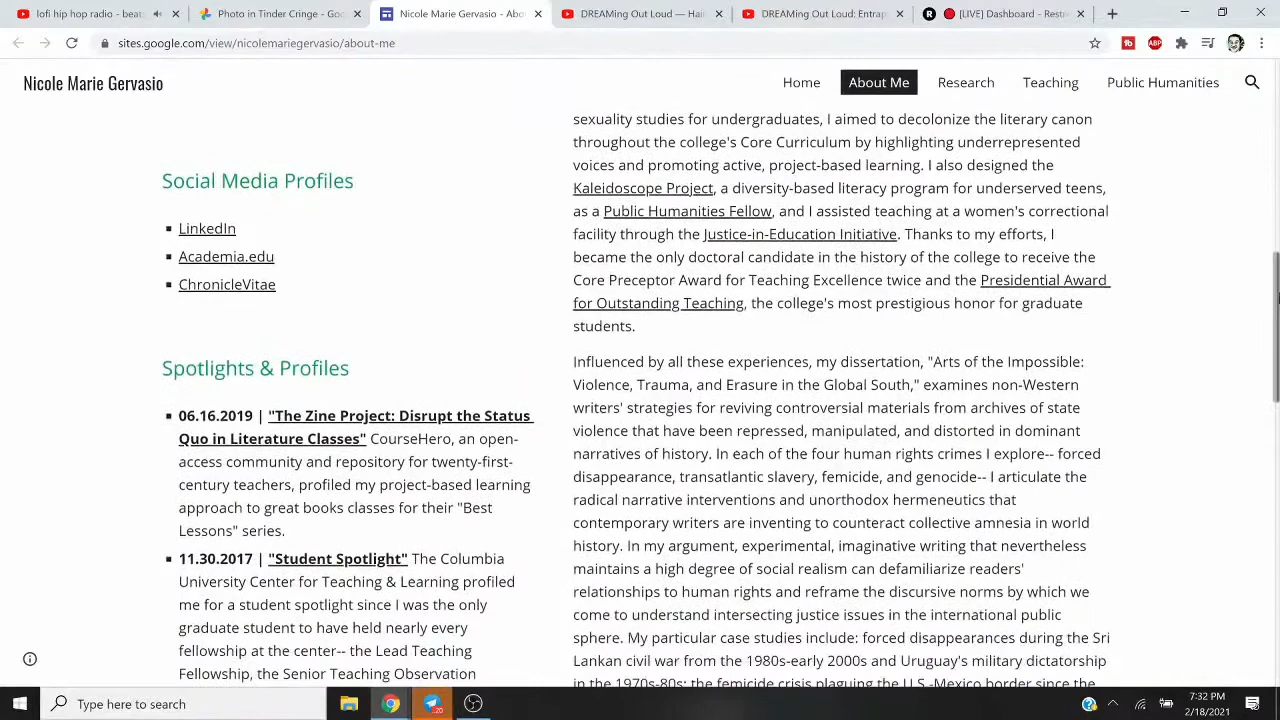 lofi hip hop radio - beats
Photo in Tinder Gringo - Goo
Nicole Marie Gervasio - Abo
DREAMing Out Loud — Hai
DREAMing Out Loud: Entrap
[LIVE] Dashboard - Restr
sites.google.com/view/nicolemariegervasio/about-me
Nicole Marie Gervasio
Home
About Me
Research
Teaching
Public Humanities
Social Media Profiles
LinkedIn
Academia.edu
ChronicleVitae
Spotlights & Profiles
06.16.2019 | "The Zine Project: Disrupt the Status
Quo in Literature Classes" CourseHero, an open-
access community and repository for twenty-first-
century teachers, profiled my project-based learning
approach to great books classes for their "Best
Lessons" series.
11.30.2017 | "Student Spotlight" The Columbia
University Center for Teaching & Learning profiled
me for a student spotlight since I was the only
graduate student to have held nearly every
fellowship at the center-- the Lead Teaching
Fellowship, the Senior Teaching Observation
sexuality studies for undergraduates, I aimed to decolonize the literary canon
throughout the college's Core Curriculum by highlighting underrepresented
voices and promoting active, project-based learning. I also designed the
Kaleidoscope Project, a diversity-based literacy program for underserved teens,
as a Public Humanities Fellow, and I assisted teaching at a women's correctional
facility through the Justice-in-Education Initiative. Thanks to my efforts, I
became the only doctoral candidate in the history of the college to receive the
Core Preceptor Award for Teaching Excellence twice and the Presidential Award
for Outstanding Teaching, the college's most prestigious honor for graduate
students.
Influenced by all these experiences, my dissertation, "Arts of the Impossible:
Violence, Trauma, and Erasure in the Global South," examines non-Western
writers' strategies for reviving controversial materials from archives of state
violence that have been repressed, manipulated, and distorted in dominant
narratives of history. In each of the four human rights crimes I explore-- forced
disappearance, transatlantic slavery, femicide, and genocide-- I articulate the
radical narrative interventions and unorthodox hermeneutics that
contemporary writers are inventing to counteract collective amnesia in world
history. In my argument, experimental, imaginative writing that nevertheless
maintains a high degree of social realism can defamiliarize readers'
relationships to human rights and reframe the discursive norms by which we
come to understand intersecting justice issues in the international public
sphere. My particular case studies include: forced disappearances during the Sri
Lankan civil war from the 1980s-early 2000s and Uruguay's military dictatorship
in the 1970s-80s; the femicide crisis plaguing the U.S.-Mexico border since the
Type here to search
20
7:32 PM
2/18/2021